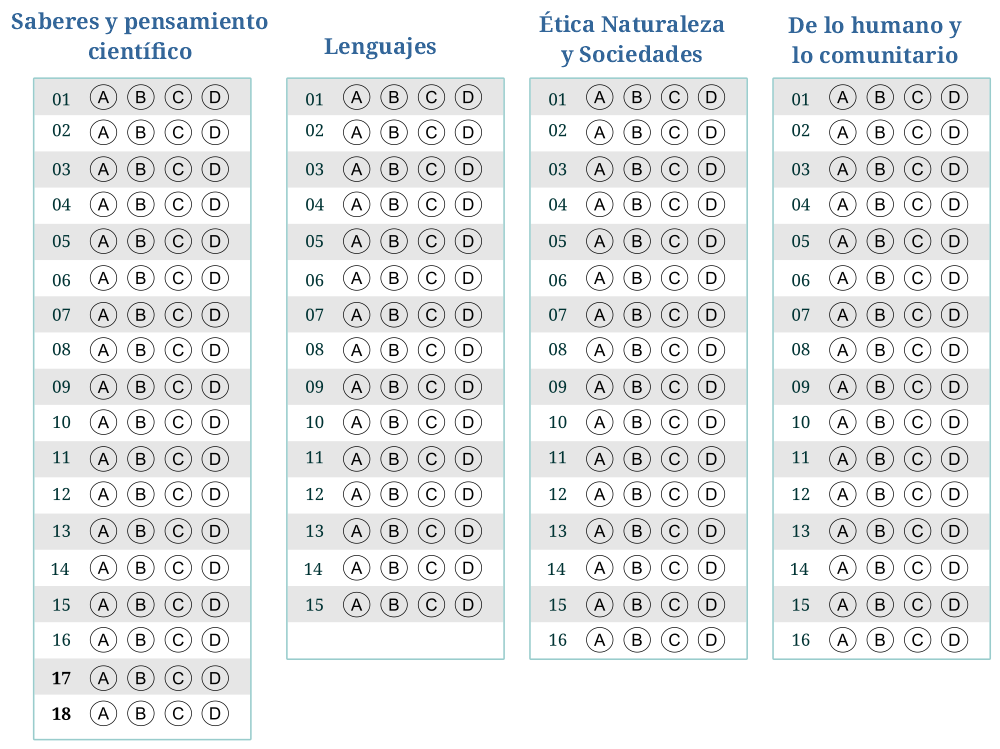 Saberes y pensamiento
científico
01 A B C D
02 A B C D
03 A B C D
04 A B C D
05 A B C D
06 A B C D
07 A B C D
08 A B C D
09 A B C D
10 A B C D
11 A B C D
12 A B C D
13 A B C D
14 A B C D
15 A B C D
16 A B C D
17 A B C D
18 A B C D
Lenguajes
01 A B C D
02 A B C D
03 A B C D
04 A B C D
05 A B C D
06 A B C D
07 A B C D
08 A B C D
09 A B C D
10 A B C D
11 A B C D
12 A B C D
13 A B C D
14 A B C D
15 A B C D
Ética Naturaleza
y Sociedades
01 A B C D
02 A B C D
03 A B C D
04 A B C D
05 A B C D
06 A B C D
07 A B C D
08 A B C D
09 A B C D
10 A B C D
11 A B C D
12 A B C D
13 A B C D
14 A B C D
15 A B C D
16 A B C D
De lo humano y
lo comunitario
01 A B C D
02 A B C D
03 A B C D
04 A B C D
05 A B C D
06 A B C D
07 A B C D
08 A B C D
09 A B C D
10 A B C D
11 A B C D
12 A B C D
13 A B C D
14 A B C D
15 A B C D
16 A B C D